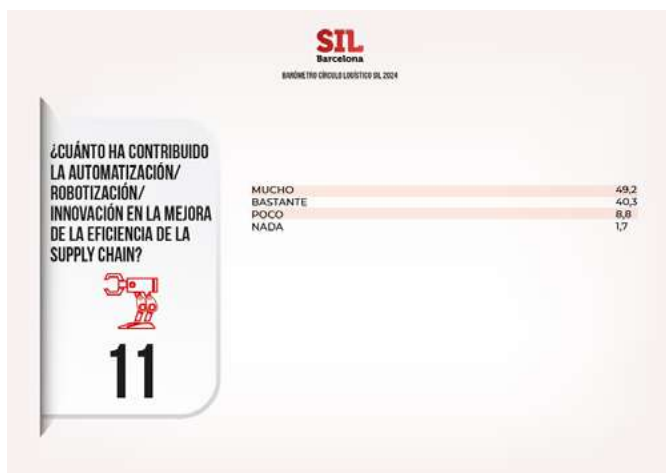 SIL
Barcelona
BARÓMETRO CÍRCULO LOGÍSTICO SIL 2024
¿CUÁNTO HA CONTRIBUIDO
LA AUTOMATIZACIÓN/
ROBOTIZACIÓN/
INNOVACIÓN EN LA MEJORA
DE LA EFICIENCIA DE LA
SUPPLY CHAIN?
11
MUCHO 49,2
BASTANTE 40,3
POCO 8,8
NADA 1,7